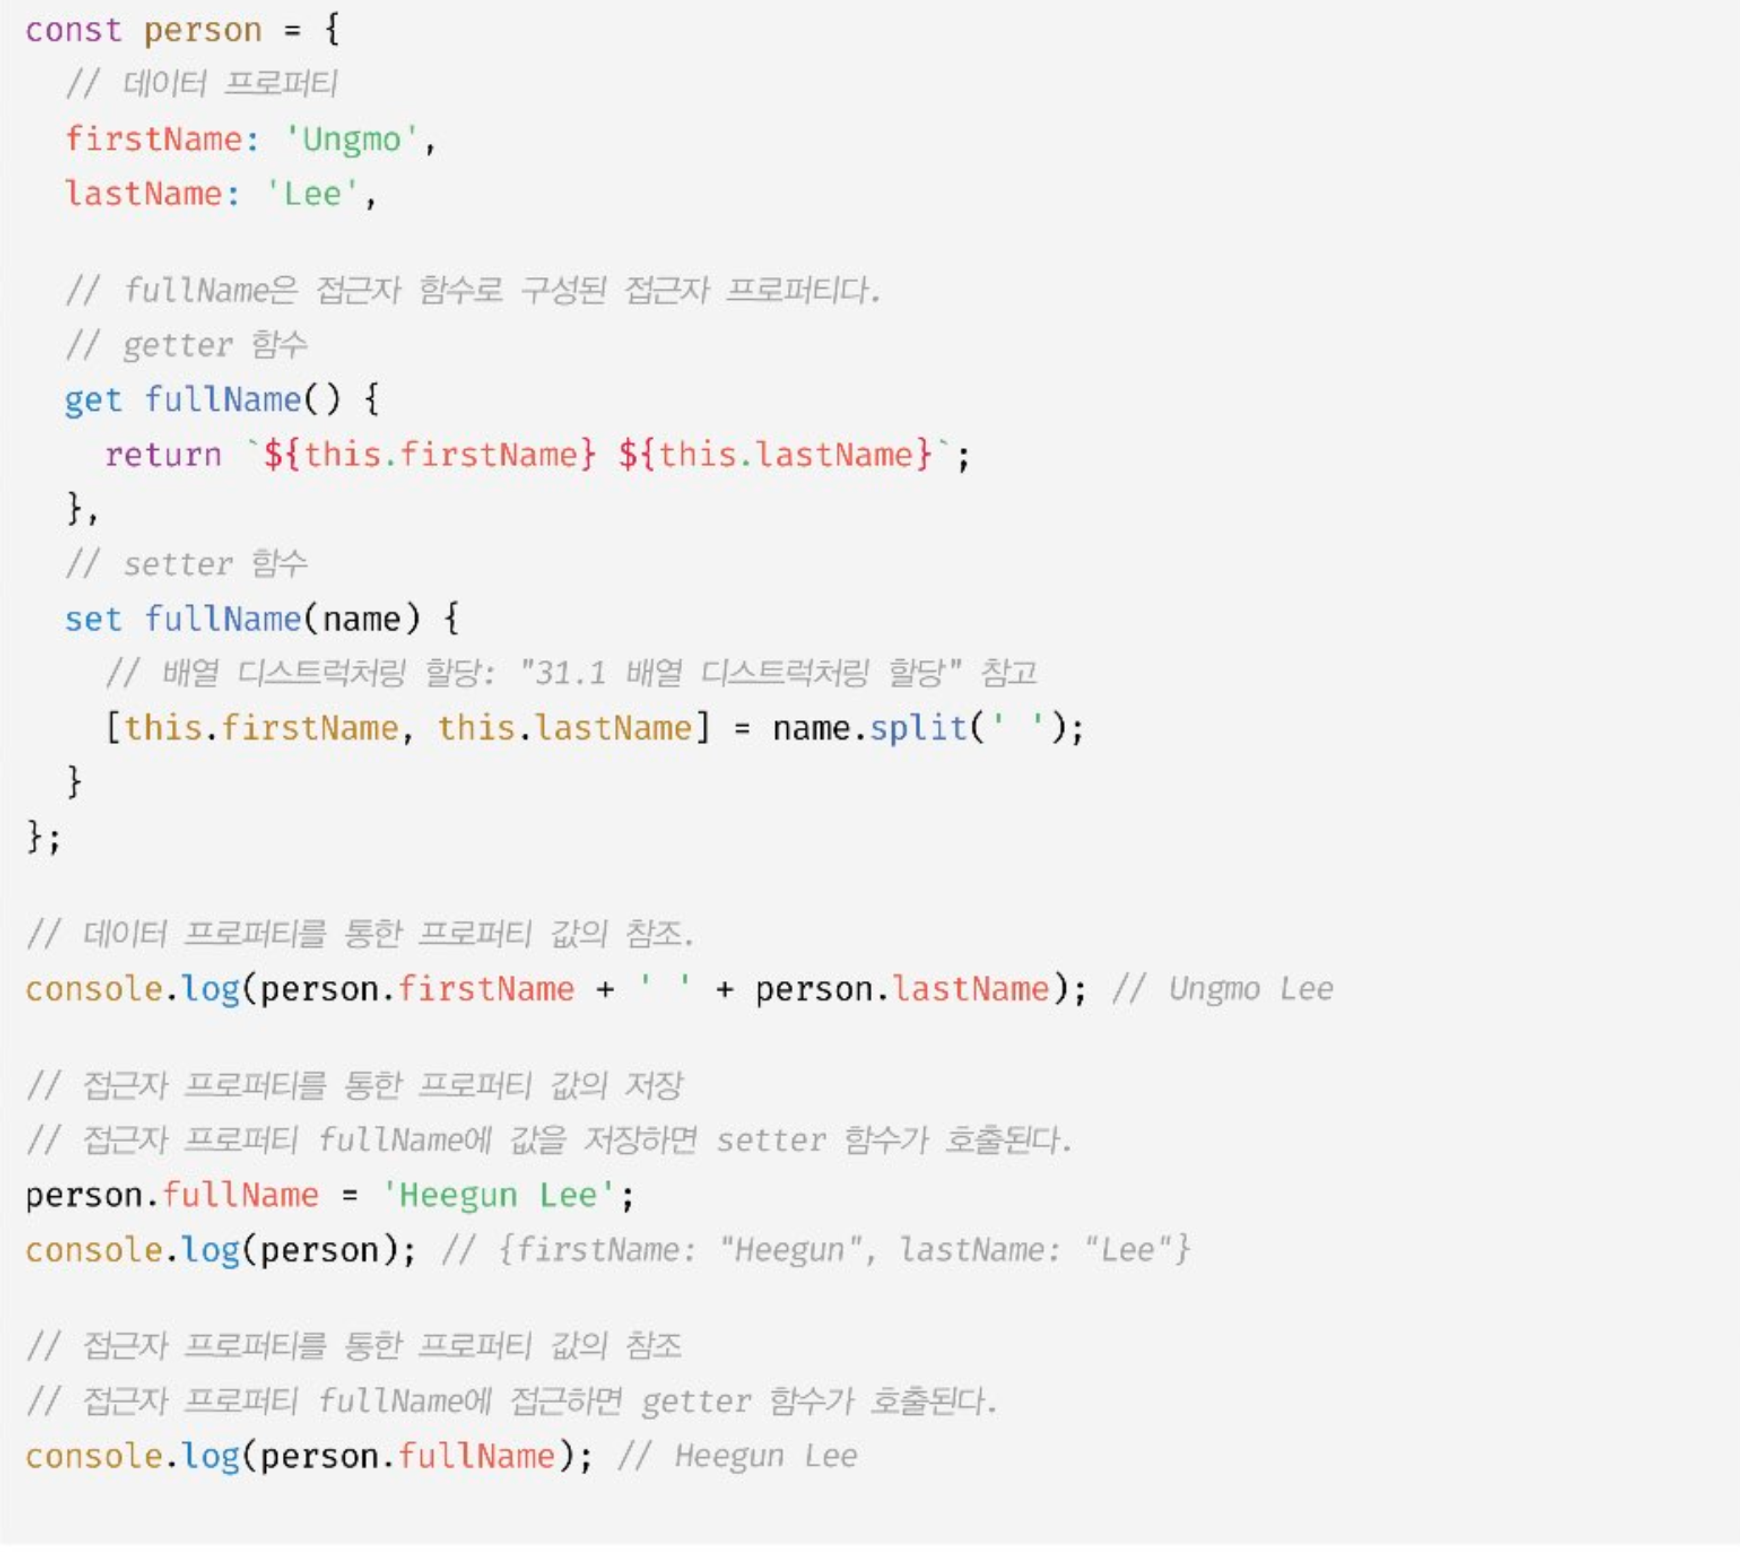 const person = {
  // 데이터 프로퍼티
  firstName: 'Ungmo',
  lastName: 'Lee',

  // fullName은 접근자 함수로 구성된 접근자 프로퍼티다.
  // getter 함수
  get fullName() {
    return `${this.firstName} ${this.lastName}`;
  },
  // setter 함수
  set fullName(name) {
    // 배열 디스트럭처링 할당: "31.1 배열 디스트럭처링 할당" 참고
    [this.firstName, this.lastName] = name.split(' ');
  }
};

// 데이터 프로퍼티를 통한 프로퍼티 값의 참조.
console.log(person.firstName + ' ' + person.lastName); // Ungmo Lee

// 접근자 프로퍼티를 통한 프로퍼티 값의 저장
// 접근자 프로퍼티 fullName에 값을 저장하면 setter 함수가 호출된다.
person.fullName = 'Heegun Lee';
console.log(person); // {firstName: "Heegun", lastName: "Lee"}

// 접근자 프로퍼티를 통한 프로퍼티 값의 참조
// 접근자 프로퍼티 fullName에 접근하면 getter 함수가 호출된다.
console.log(person.fullName); // Heegun Lee